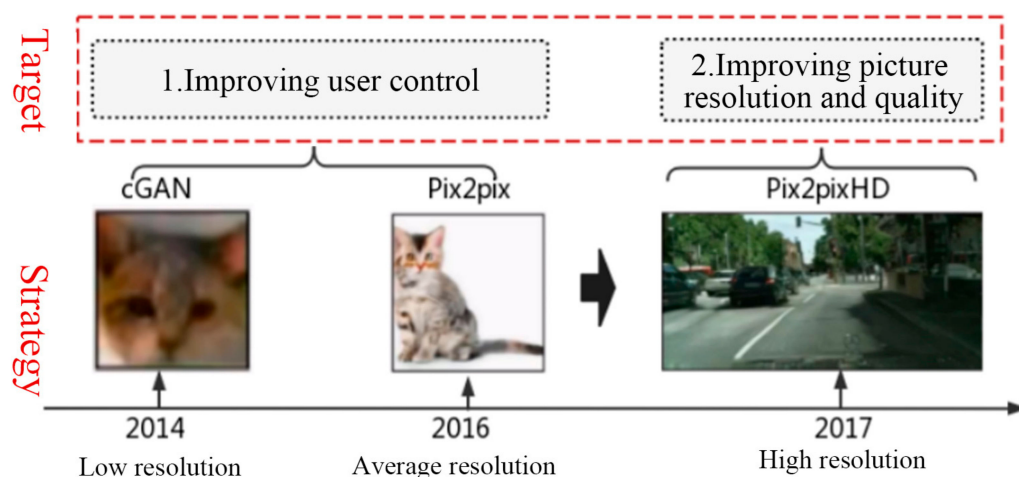 Target
1.Improving user control
2.Improving picture
resolution and quality
cGAN
Pix2pix
Pix2pixHD
Strategy
2014
2016
2017
Low resolution
Average resolution
High resolution